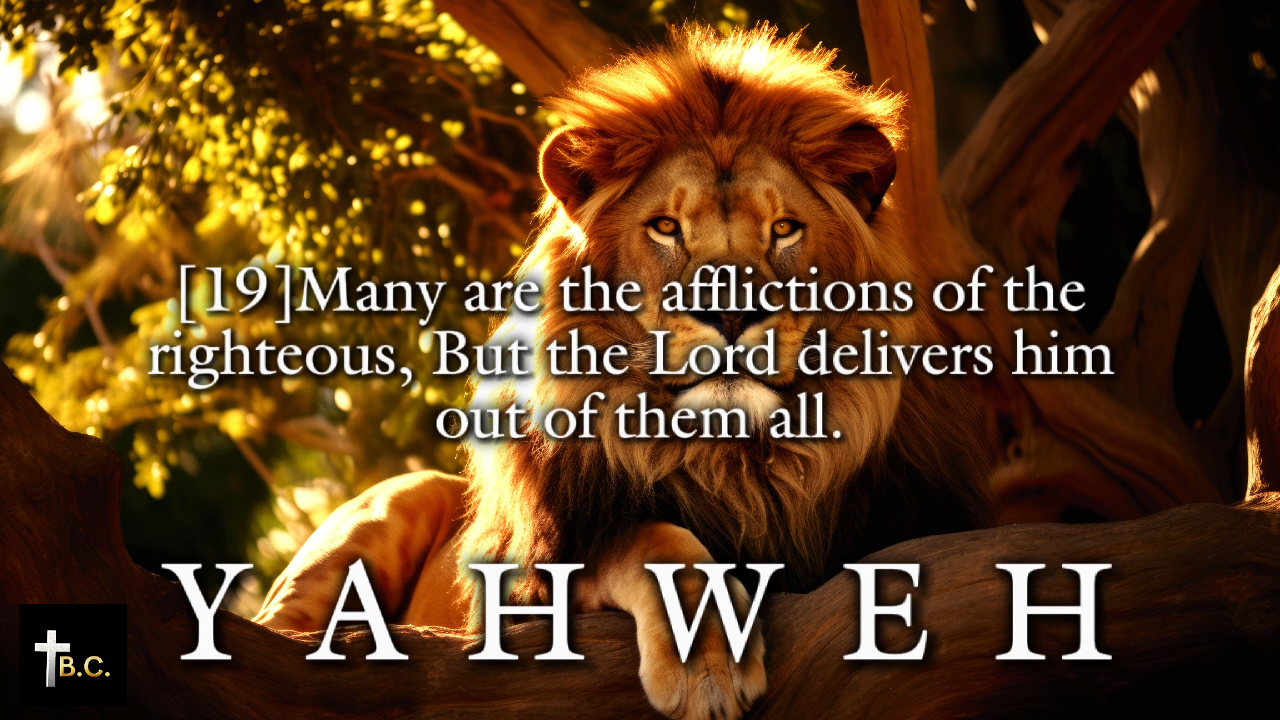 [19]Many are the afflictions of the
righteous, But the Lord delivers him
out of them all.
YAHWEH
B.C.